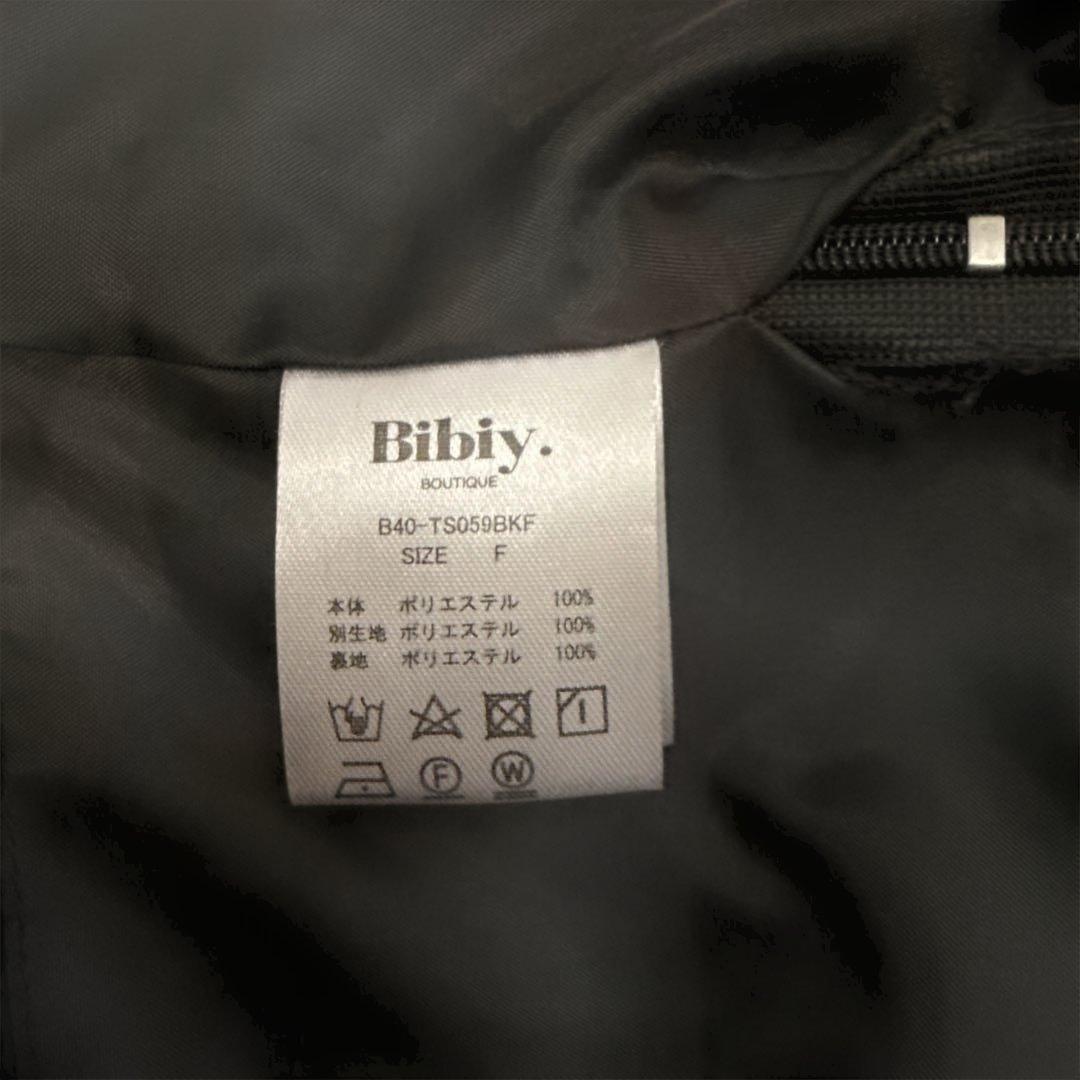 Bibiy.
BOUTIQUE
B40-TS059BKF
SIZE F
本体 ポリエステル 100%
別生地 ポリエステル 100%
裏地 ポリエステル 100%
F W